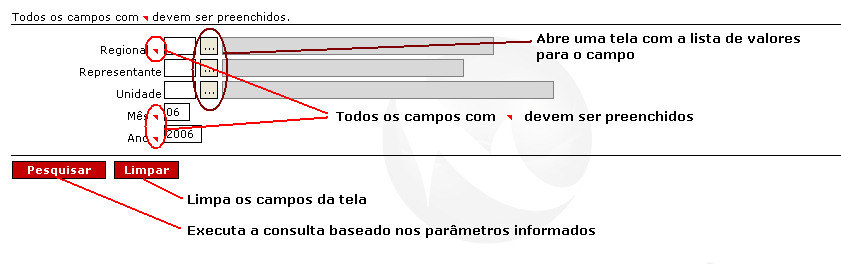 Todos os campos com devem ser preenchidos.
Abre uma tela com a lista de valores
para o campo
Regional ...
Representante ...
Unidade ...
Mês 06
Todos os campos com devem ser preenchidos
Ano 2006
Pesquisar Limpar
Limpa os campos da tela
Executa a consulta baseado nos parâmetros informados